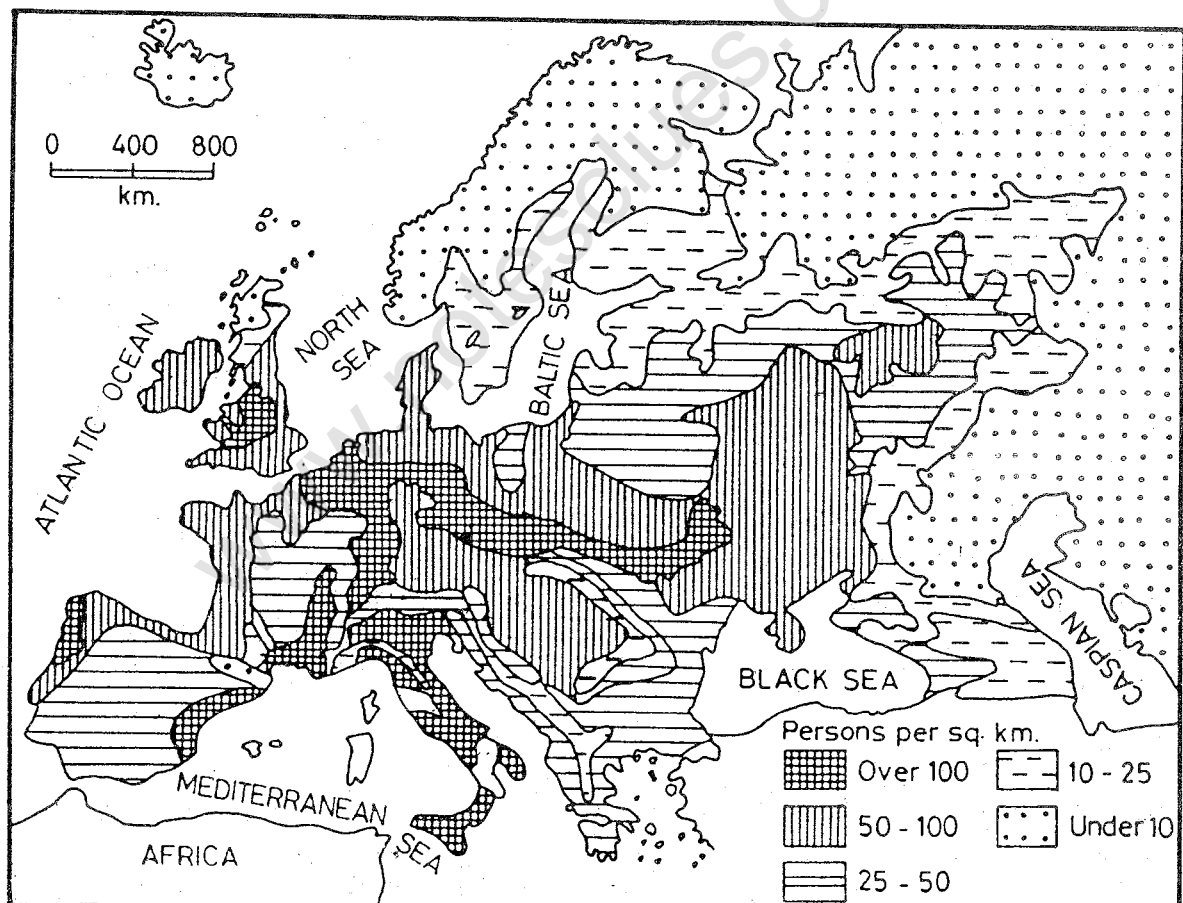 0 400 800
km.
ATLANTIC OCEAN
NORTH
SEA
BALTIC SEA
CASPIAN SEA
BLACK SEA
MEDITERRANEAN
SEA
AFRICA
Persons per sq. km.
Over 100
10 - 25
50 - 100
Under 10
25 - 50